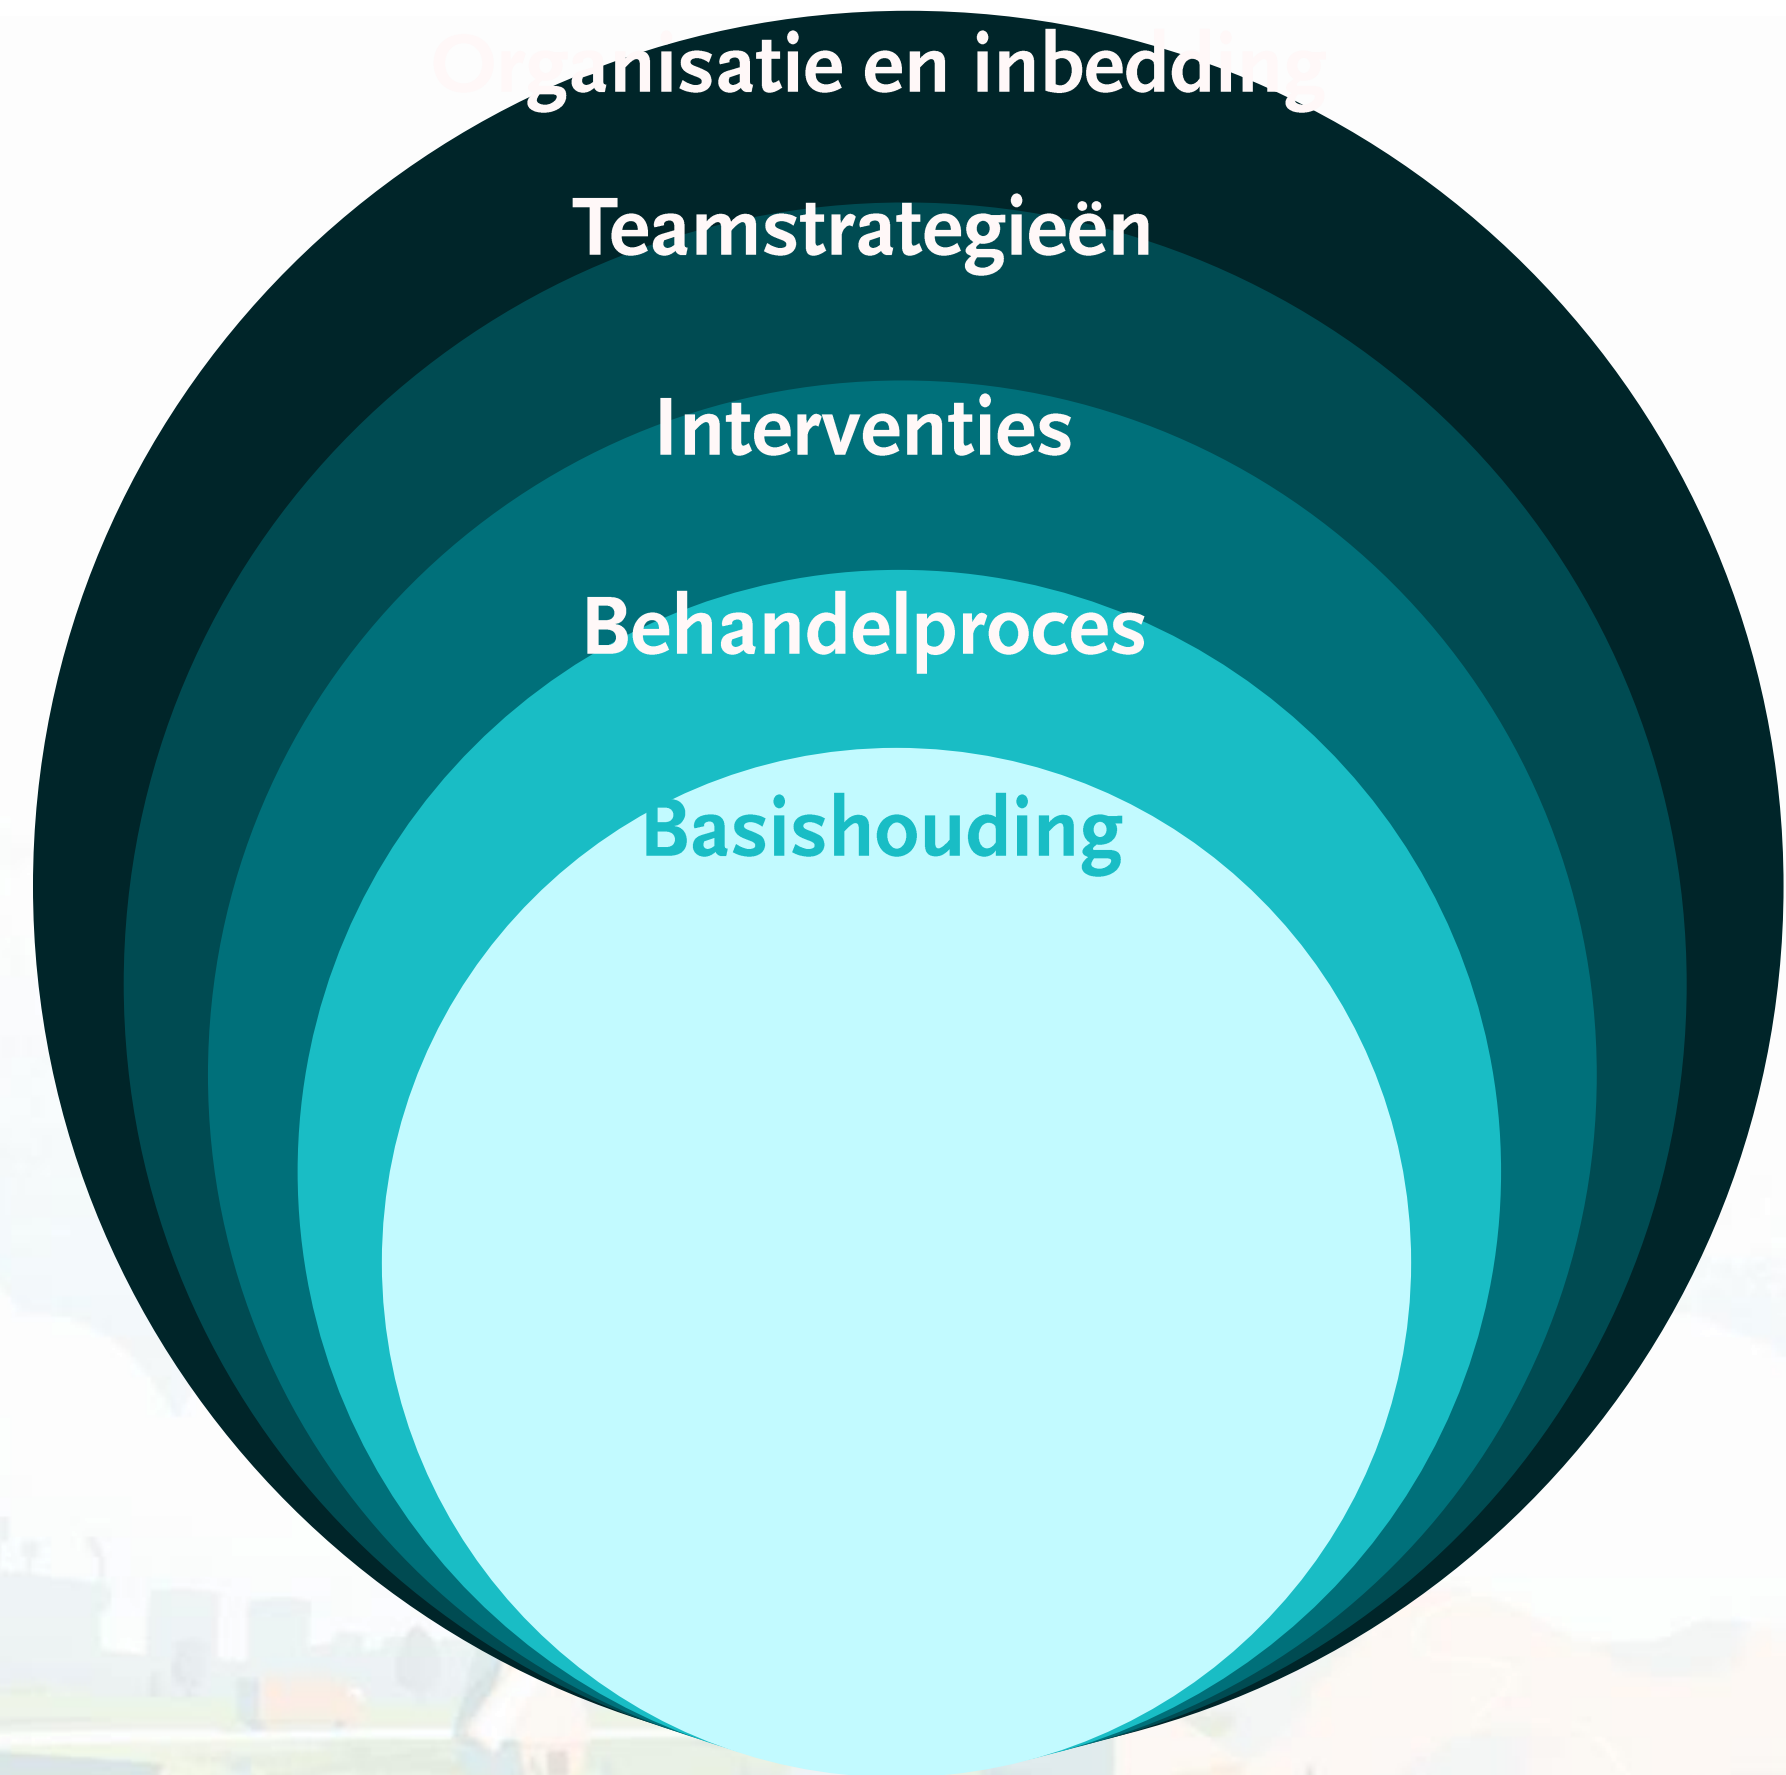 Organisatie en inbedding
Teamstrategieën
Interventies
Behandelproces
Basishouding